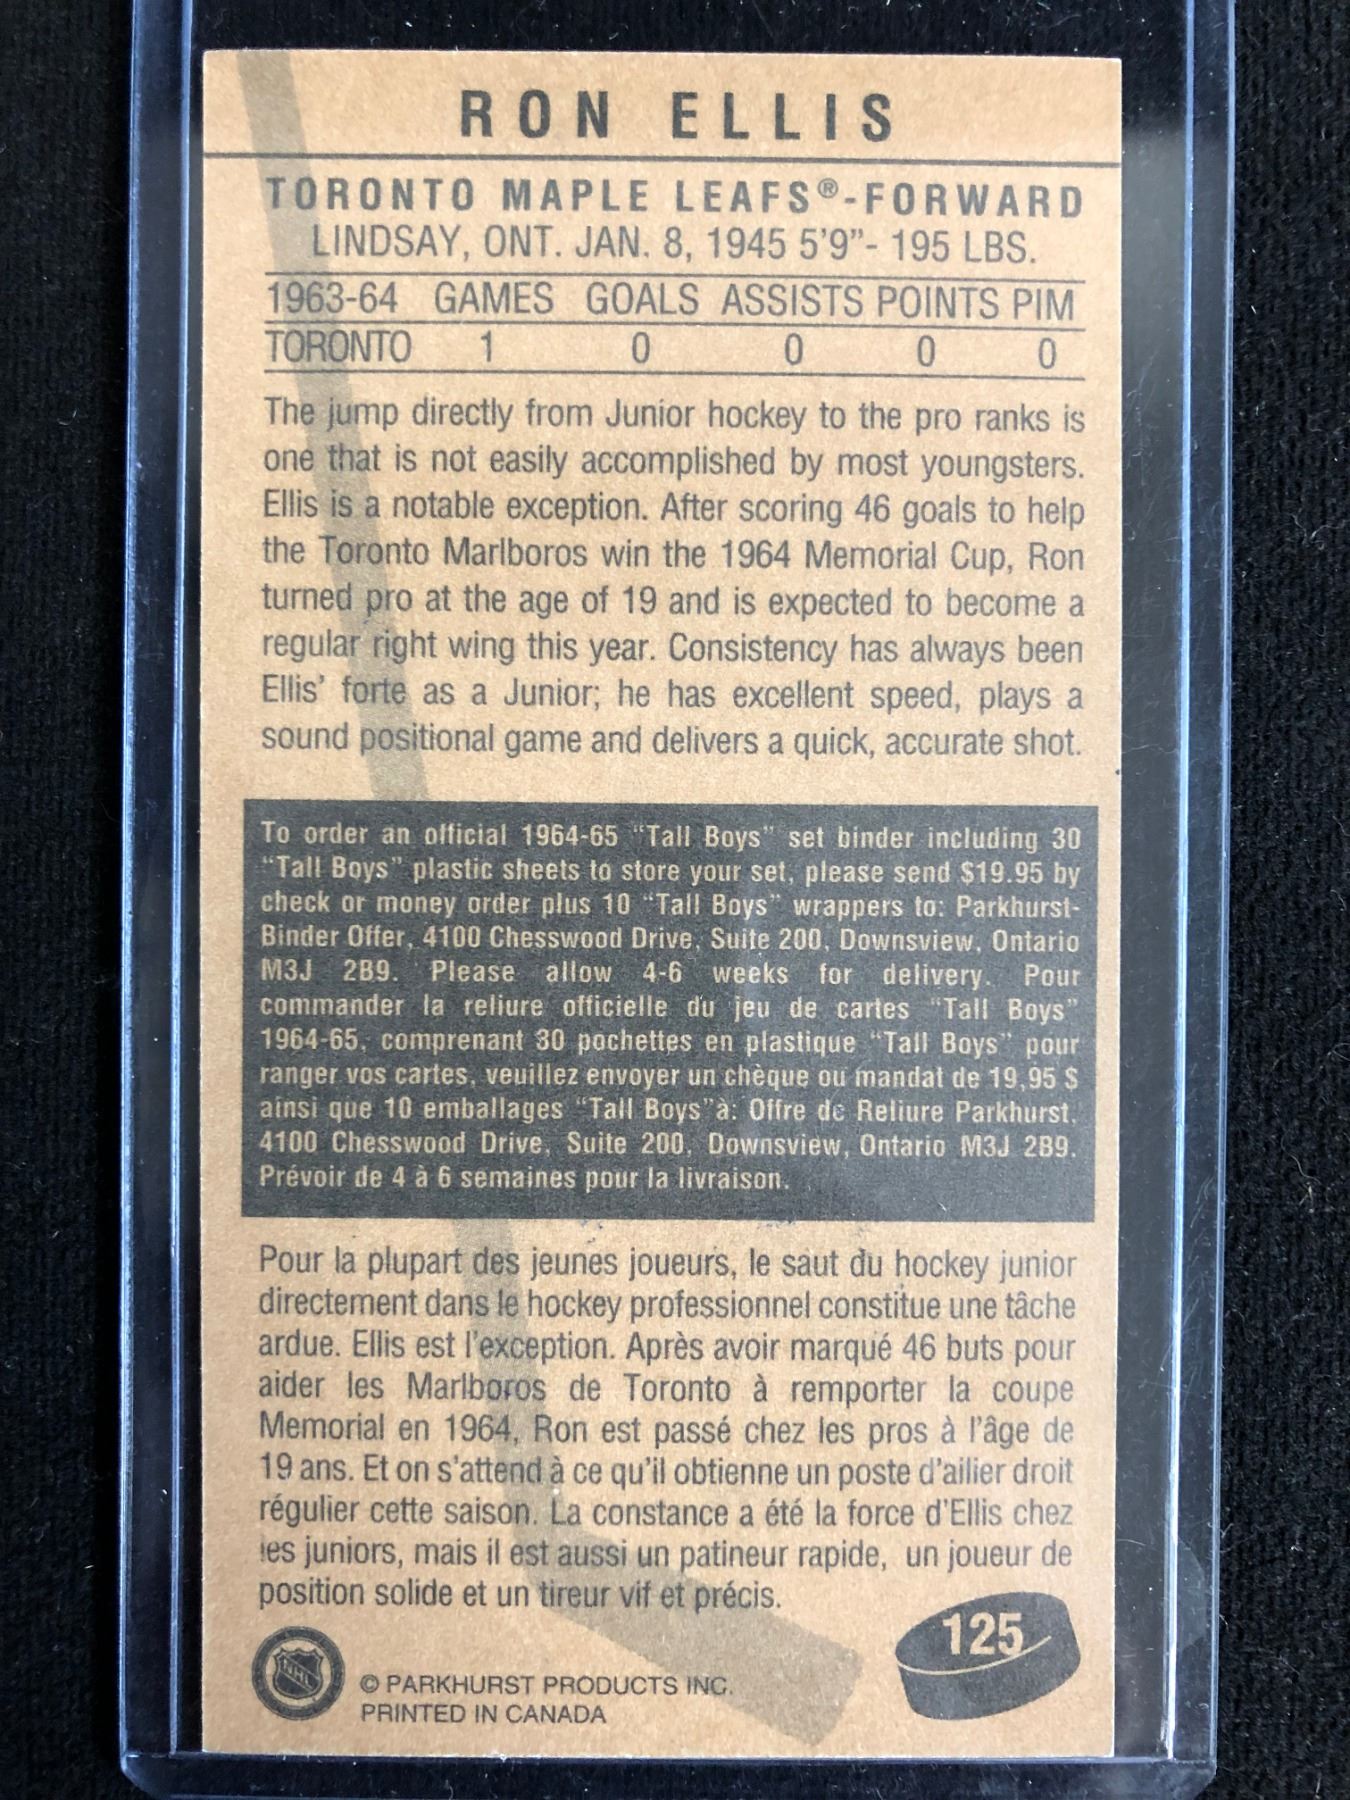 RON ELLIS
TORONTO MAPLE LEAFS®-FORWARD
LINDSAY, ONT. JAN. 8, 1945 5'9"- 195 LBS.
1963-64 GAMES GOALS ASSISTS POINTS PIM
TORONTO 1 0 0 0 0
The jump directly from Junior hockey to the pro ranks is
one that is not easily accomplished by most youngsters.
Ellis is a notable exception. After scoring 46 goals to help
the Toronto Marlboros win the 1964 Memorial Cup, Ron
turned pro at the age of 19 and is expected to become a
regular right wing this year. Consistency has always been
Ellis' forte as a Junior; he has excellent speed, plays a
sound positional game and delivers a quick, accurate shot.
To order an official 1964-65 "Tall Boys" set binder including 30
"Tall Boys" plastic sheets to store your set, please send $19.95 by
check or money order plus 10 "Tall Boys" wrappers to: Parkhurst-
Binder Offer, 4100 Chesswood Drive, Suite 200, Downsview, Ontario
M3J 2B9. Please allow 4-6 weeks for delivery. Pour
commander la reliure officielle du jeu de cartes "Tall Boys"
1964-65, comprenant 30 pochettes en plastique "Tall Boys" pour
ranger vos cartes, veuillez envoyer un chèque ou mandat de 19,95 $
ainsi que 10 emballages "Tall Boys"à: Offre de Reliure Parkhurst,
4100 Chesswood Drive, Suite 200, Downsview, Ontario M3J 2B9.
Prévoir de 4 à 6 semaines pour la livraison.
Pour la plupart des jeunes joueurs, le saut du hockey junior
directement dans le hockey professionnel constitue une tâche
ardue. Ellis est l'exception. Après avoir marqué 46 buts pour
aider les Marlboros de Toronto à remporter la coupe
Memorial en 1964, Ron est passé chez les pros à l'âge de
19 ans. Et on s'attend à ce qu'il obtienne un poste d'ailier droit
régulier cette saison. La constance a été la force d'Ellis chez
les juniors, mais il est aussi un patineur rapide, un joueur de
position solide et un tireur vif et précis.
125
NHL
© PARKHURST PRODUCTS INC.
PRINTED IN CANADA